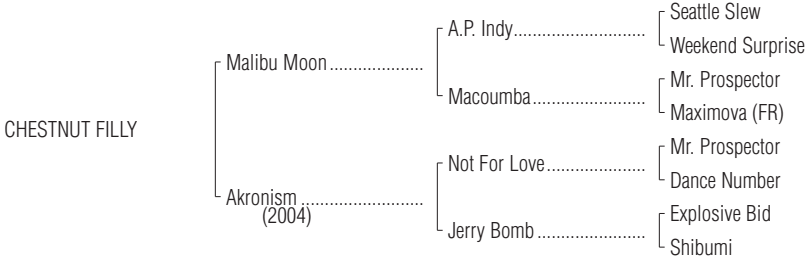 Seattle Slew
A.P. Indy..............................
Weekend Surprise
Malibu Moon.....................
Mr. Prospector
Macoumba..........................
Maximova (FR)
CHESTNUT FILLY
Mr. Prospector
Not For Love.......................
Dance Number
Akronism............................
(2004)
Explosive Bid
Jerry Bomb.........................
Shibumi